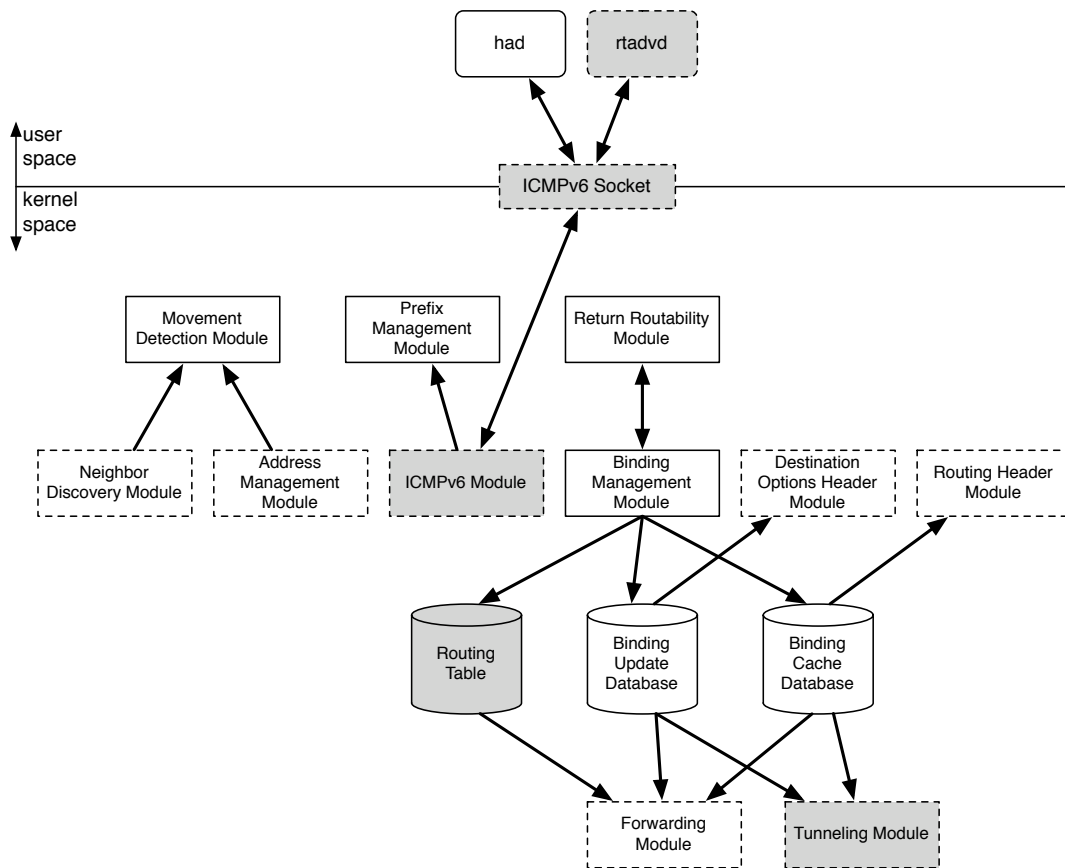 had
rtadvd
user
space
ICMPv6 Socket
kernel
space
Movement
Detection Module
Prefix
Management
Module
Return Routability
Module
Neighbor
Discovery Module
Address
Management
Module
ICMPv6 Module
Binding
Management
Module
Destination
Options Header
Module
Routing Header
Module
Routing
Table
Binding
Update
Database
Binding
Cache
Database
Forwarding
Module
Tunneling Module